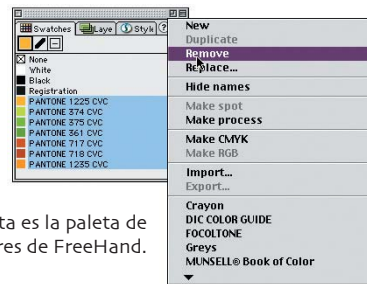 Swatches Laye Styl ?
None
White
Black
Registration
PANTONE 1225 CVC
PANTONE 374 CVC
PANTONE 375 CVC
PANTONE 361 CVC
PANTONE 717 CVC
PANTONE 718 CVC
PANTONE 1235 CVC
New
Duplicate
Remove
Replace...
Hide names
Make spot
Make process
Make CMYK
Make RGB
Import...
Export...
Crayon
DIC COLOR GUIDE
FOCOLTONE
Greys
MUNSELL® Book of Color
ta es la paleta de
res de FreeHand.